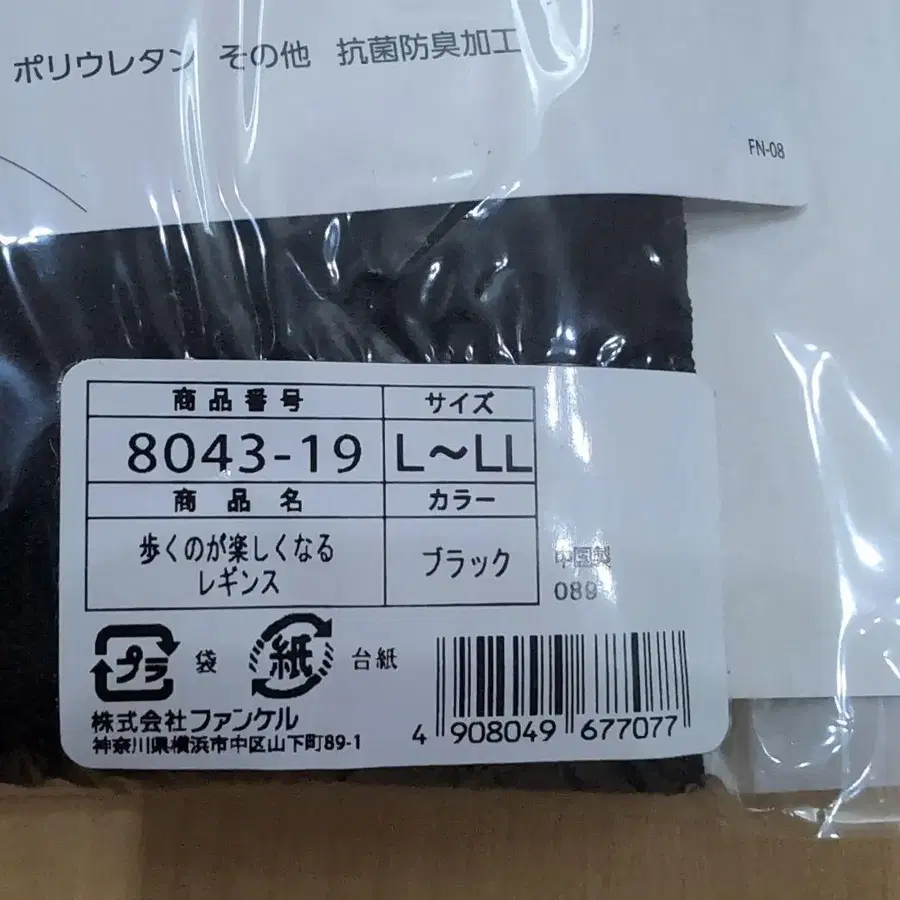 ポリウレタン その他 抗菌防臭加工
FN-08
商品番号 サイズ
8043-19 L～LL
商品名 カラー
歩くのが楽しくなる
レギンス
ブラック
中国製
089
プラ 袋 紙 台紙
株式会社ファンケル
神奈川県横浜市中区山下町89-1
4 908049 677077